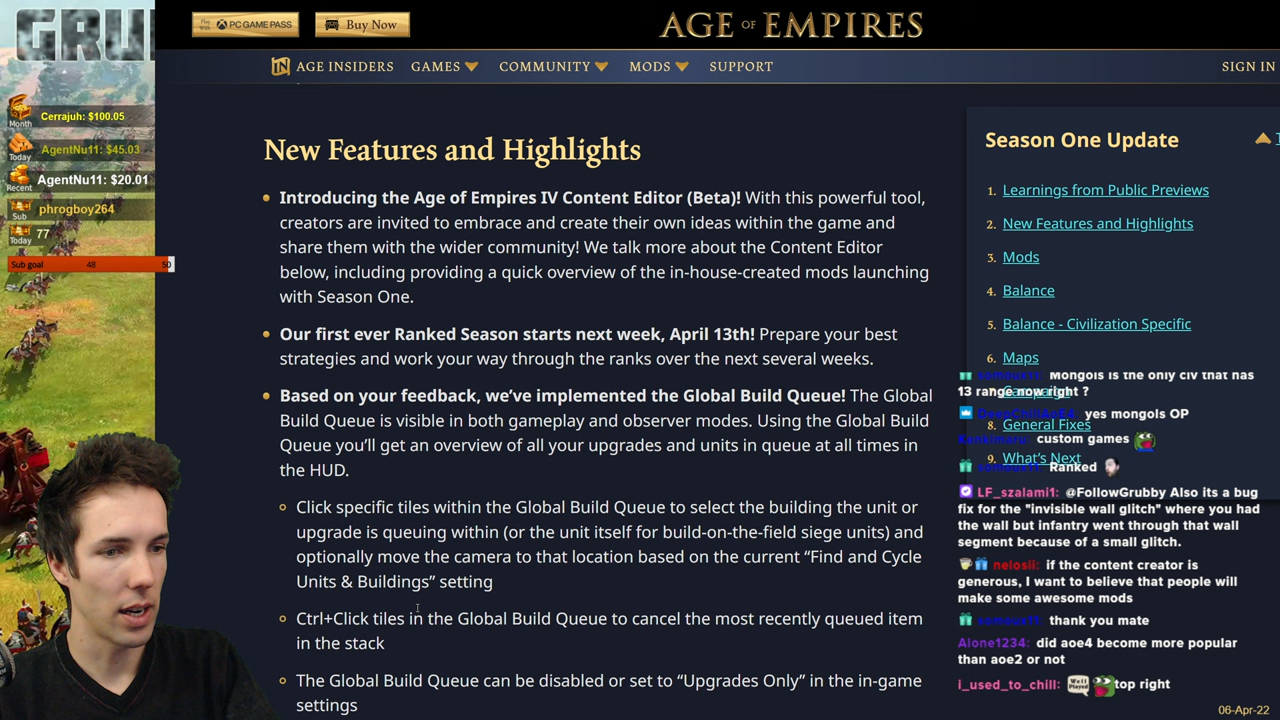 GRU
PLAY WITH PC GAME PASS
Buy Now
AGE OF EMPIRES
AGE INSIDERS
GAMES
COMMUNITY
MODS
SUPPORT
SIGN IN
Month
Cerrajuh: $100.05
Today
AgentNu11: $45.03
Recent
AgentNu11: $20.01
Sub
phrogboy264
Today
77
Sub goal 48 50
New Features and Highlights
Introducing the Age of Empires IV Content Editor (Beta)! With this powerful tool,
creators are invited to embrace and create their own ideas within the game and
share them with the wider community! We talk more about the Content Editor
below, including providing a quick overview of the in-house-created mods launching
with Season One.
Our first ever Ranked Season starts next week, April 13th! Prepare your best
strategies and work your way through the ranks over the next several weeks.
Based on your feedback, we've implemented the Global Build Queue! The Global
Build Queue is visible in both gameplay and observer modes. Using the Global Build
Queue you'll get an overview of all your upgrades and units in queue at all times in
the HUD.
Click specific tiles within the Global Build Queue to select the building the unit or
upgrade is queuing within (or the unit itself for build-on-the-field siege units) and
optionally move the camera to that location based on the current “Find and Cycle
Units & Buildings” setting
Ctrl+Click tiles in the Global Build Queue to cancel the most recently queued item
in the stack
The Global Build Queue can be disabled or set to “Upgrades Only” in the in-game
settings
Season One Update
1. Learnings from Public Previews
2. New Features and Highlights
3. Mods
4. Balance
5. Balance - Civilization Specific
6. Maps
8. General Fixes
9. What's Next
Mongols is the only civ that has
13 range now right ?
DeepChiliAoE4: yes mongols OP
custom games
Ranked
LF_szalami1: @FollowGrubby Also its a bug
fix for the "invisible wall glitch" where you had
the wall but infantry went through that wall
segment because of a small glitch.
nelosil: if the content creator is
generous, I want to believe that people will
make some awesome mods
thank you mate
Alone1234: did aoe4 become more popular
than aoe2 or not
i_used_to_chill: Well Played top right
06-Apr-22